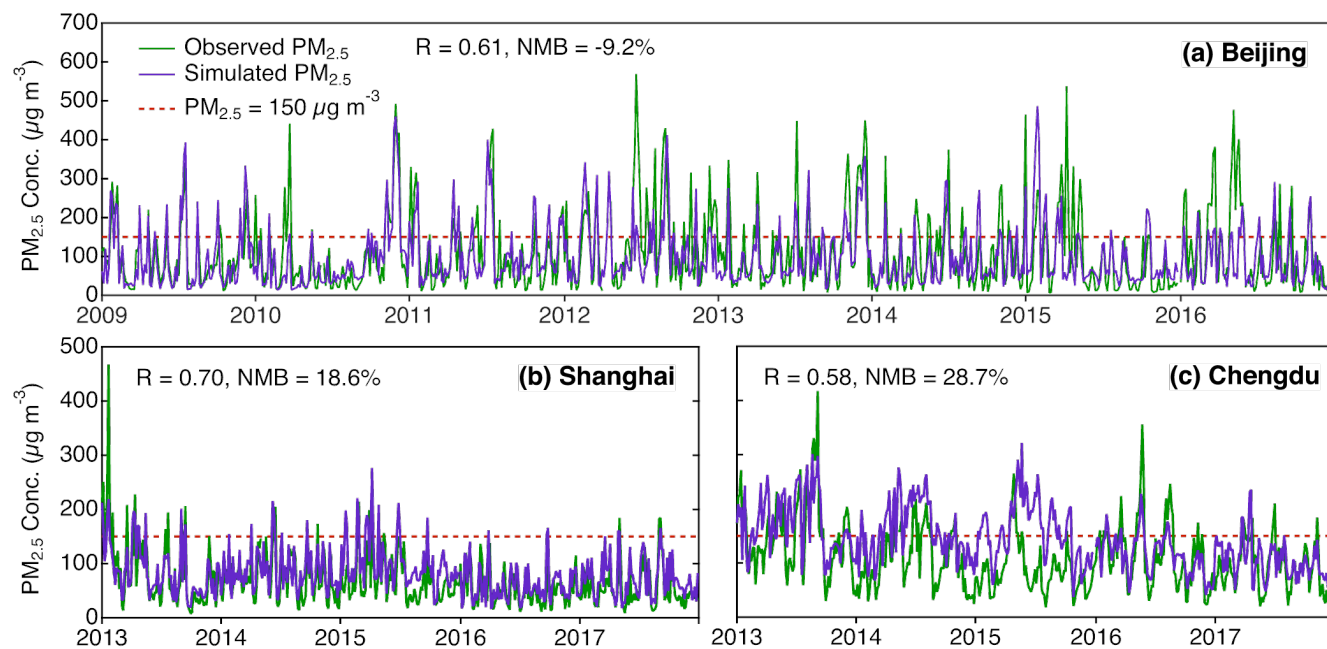 700
600
500
400
300
200
100
0
PM2.5 Conc. (µg m-3)
Observed PM2.5
Simulated PM2.5
PM2.5 = 150 µg m-3
R = 0.61, NMB = -9.2%
(a) Beijing
2009 2010 2011 2012 2013 2014 2015 2016
500
400
300
200
100
0
PM2.5 Conc. (µg m-3)
R = 0.70, NMB = 18.6%
(b) Shanghai
2013 2014 2015 2016 2017
R = 0.58, NMB = 28.7%
(c) Chengdu
2013 2014 2015 2016 2017